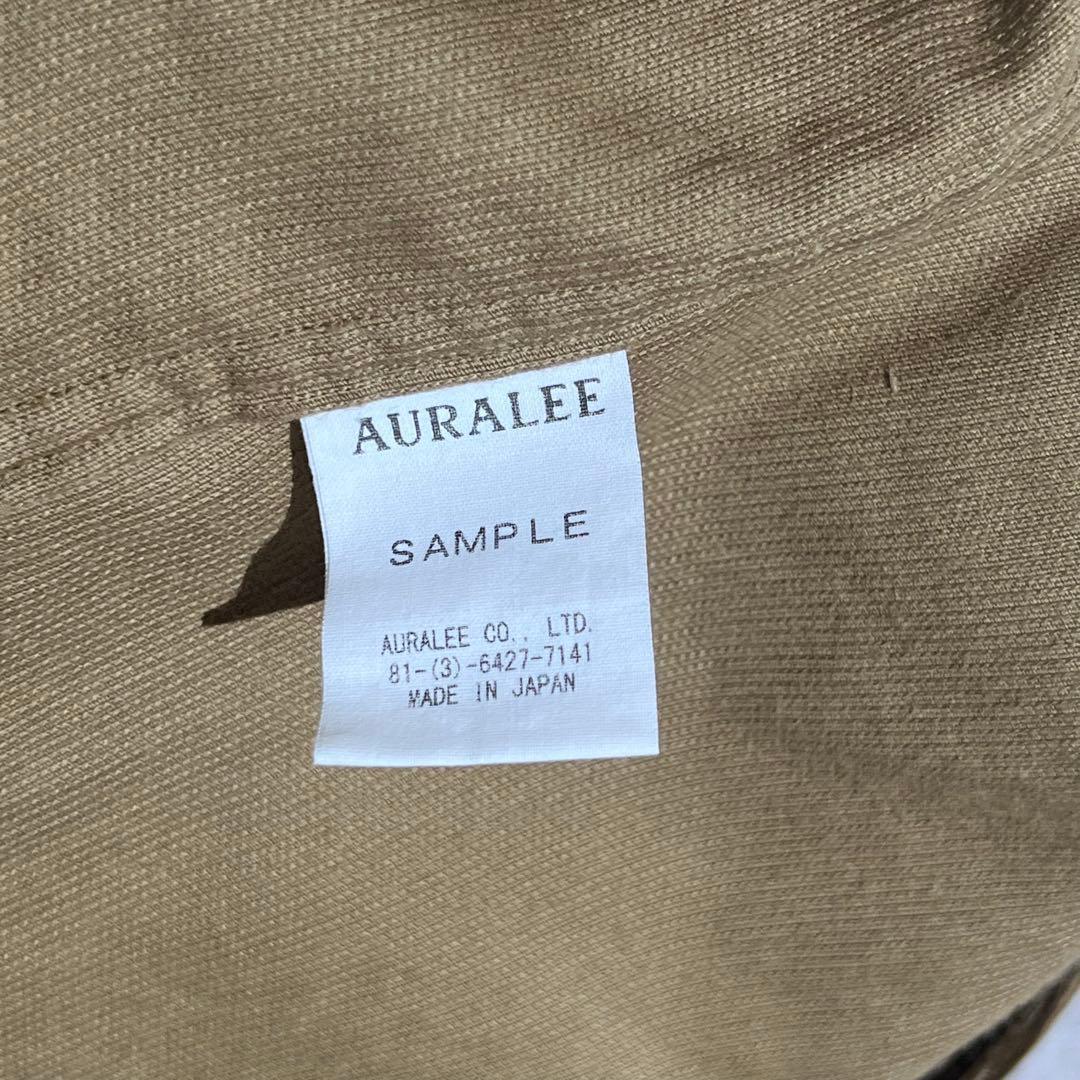 AURALEE
SAMPLE
AURALEE CO., LTD.
81-(3)-6427-7141
MADE IN JAPAN